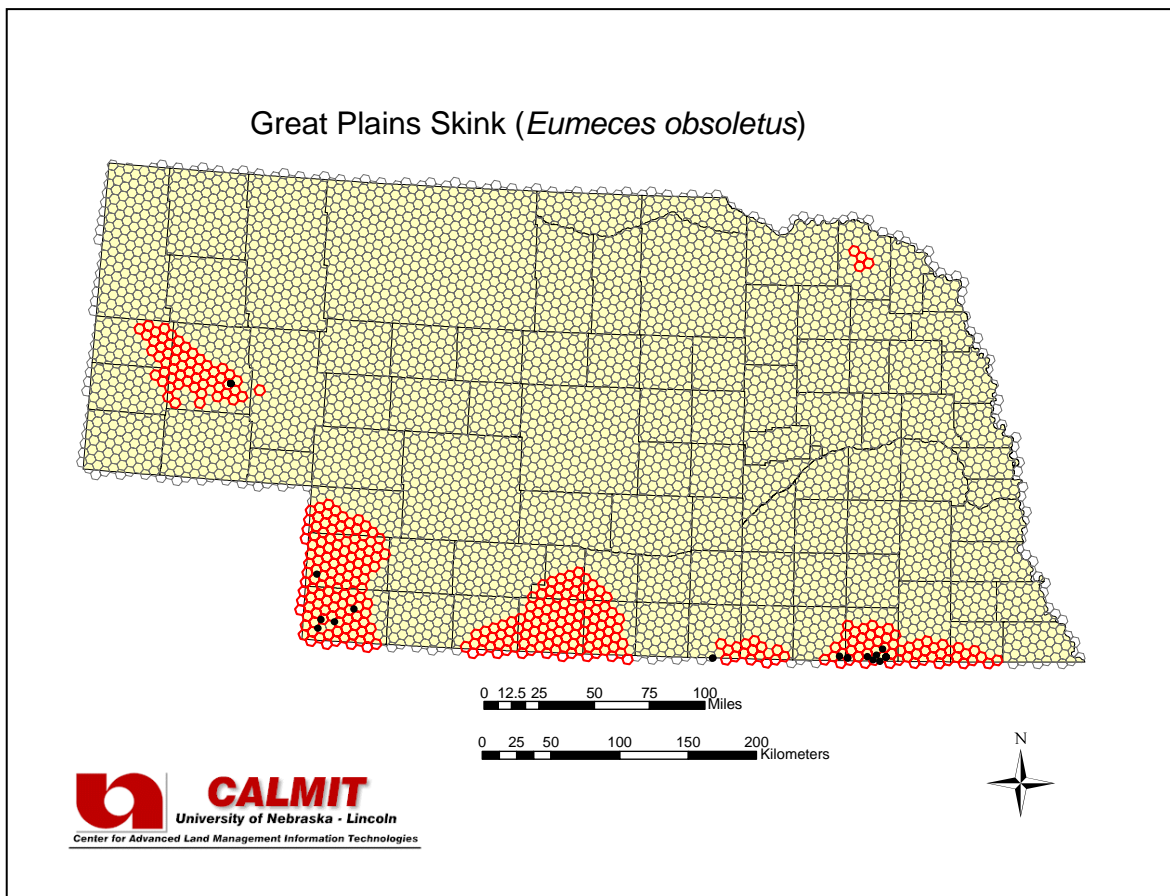 Great Plains Skink (Eumeces obsoletus)
0 12.5 25 50 75 100
Miles
0 25 50 100 150 200
Kilometers
N
CALMIT
University of Nebraska - Lincoln
Center for Advanced Land Management Information Technologies